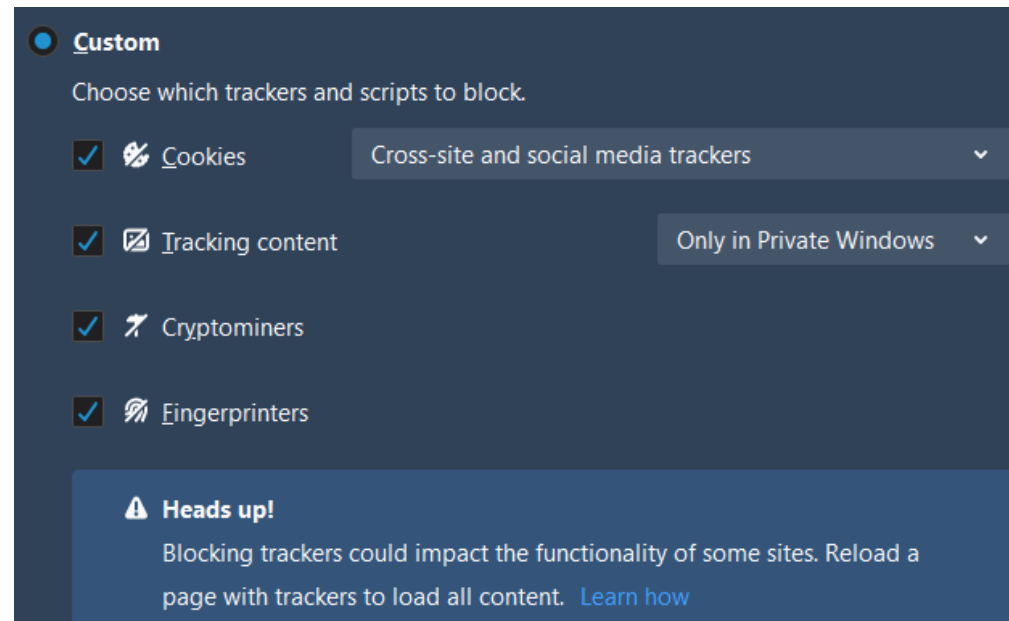 Custom
Choose which trackers and scripts to block.
Cookies Cross-site and social media trackers
Tracking content Only in Private Windows
Cryptominers
Fingerprinters
Heads up!
Blocking trackers could impact the functionality of some sites. Reload a
page with trackers to load all content. Learn how